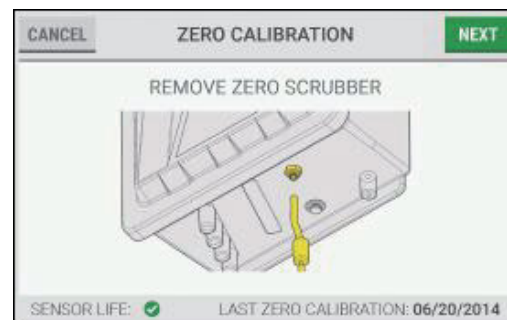 CANCEL ZERO CALIBRATION NEXT
REMOVE ZERO SCRUBBER
SENSOR LIFE: LAST ZERO CALIBRATION: 06/20/2014